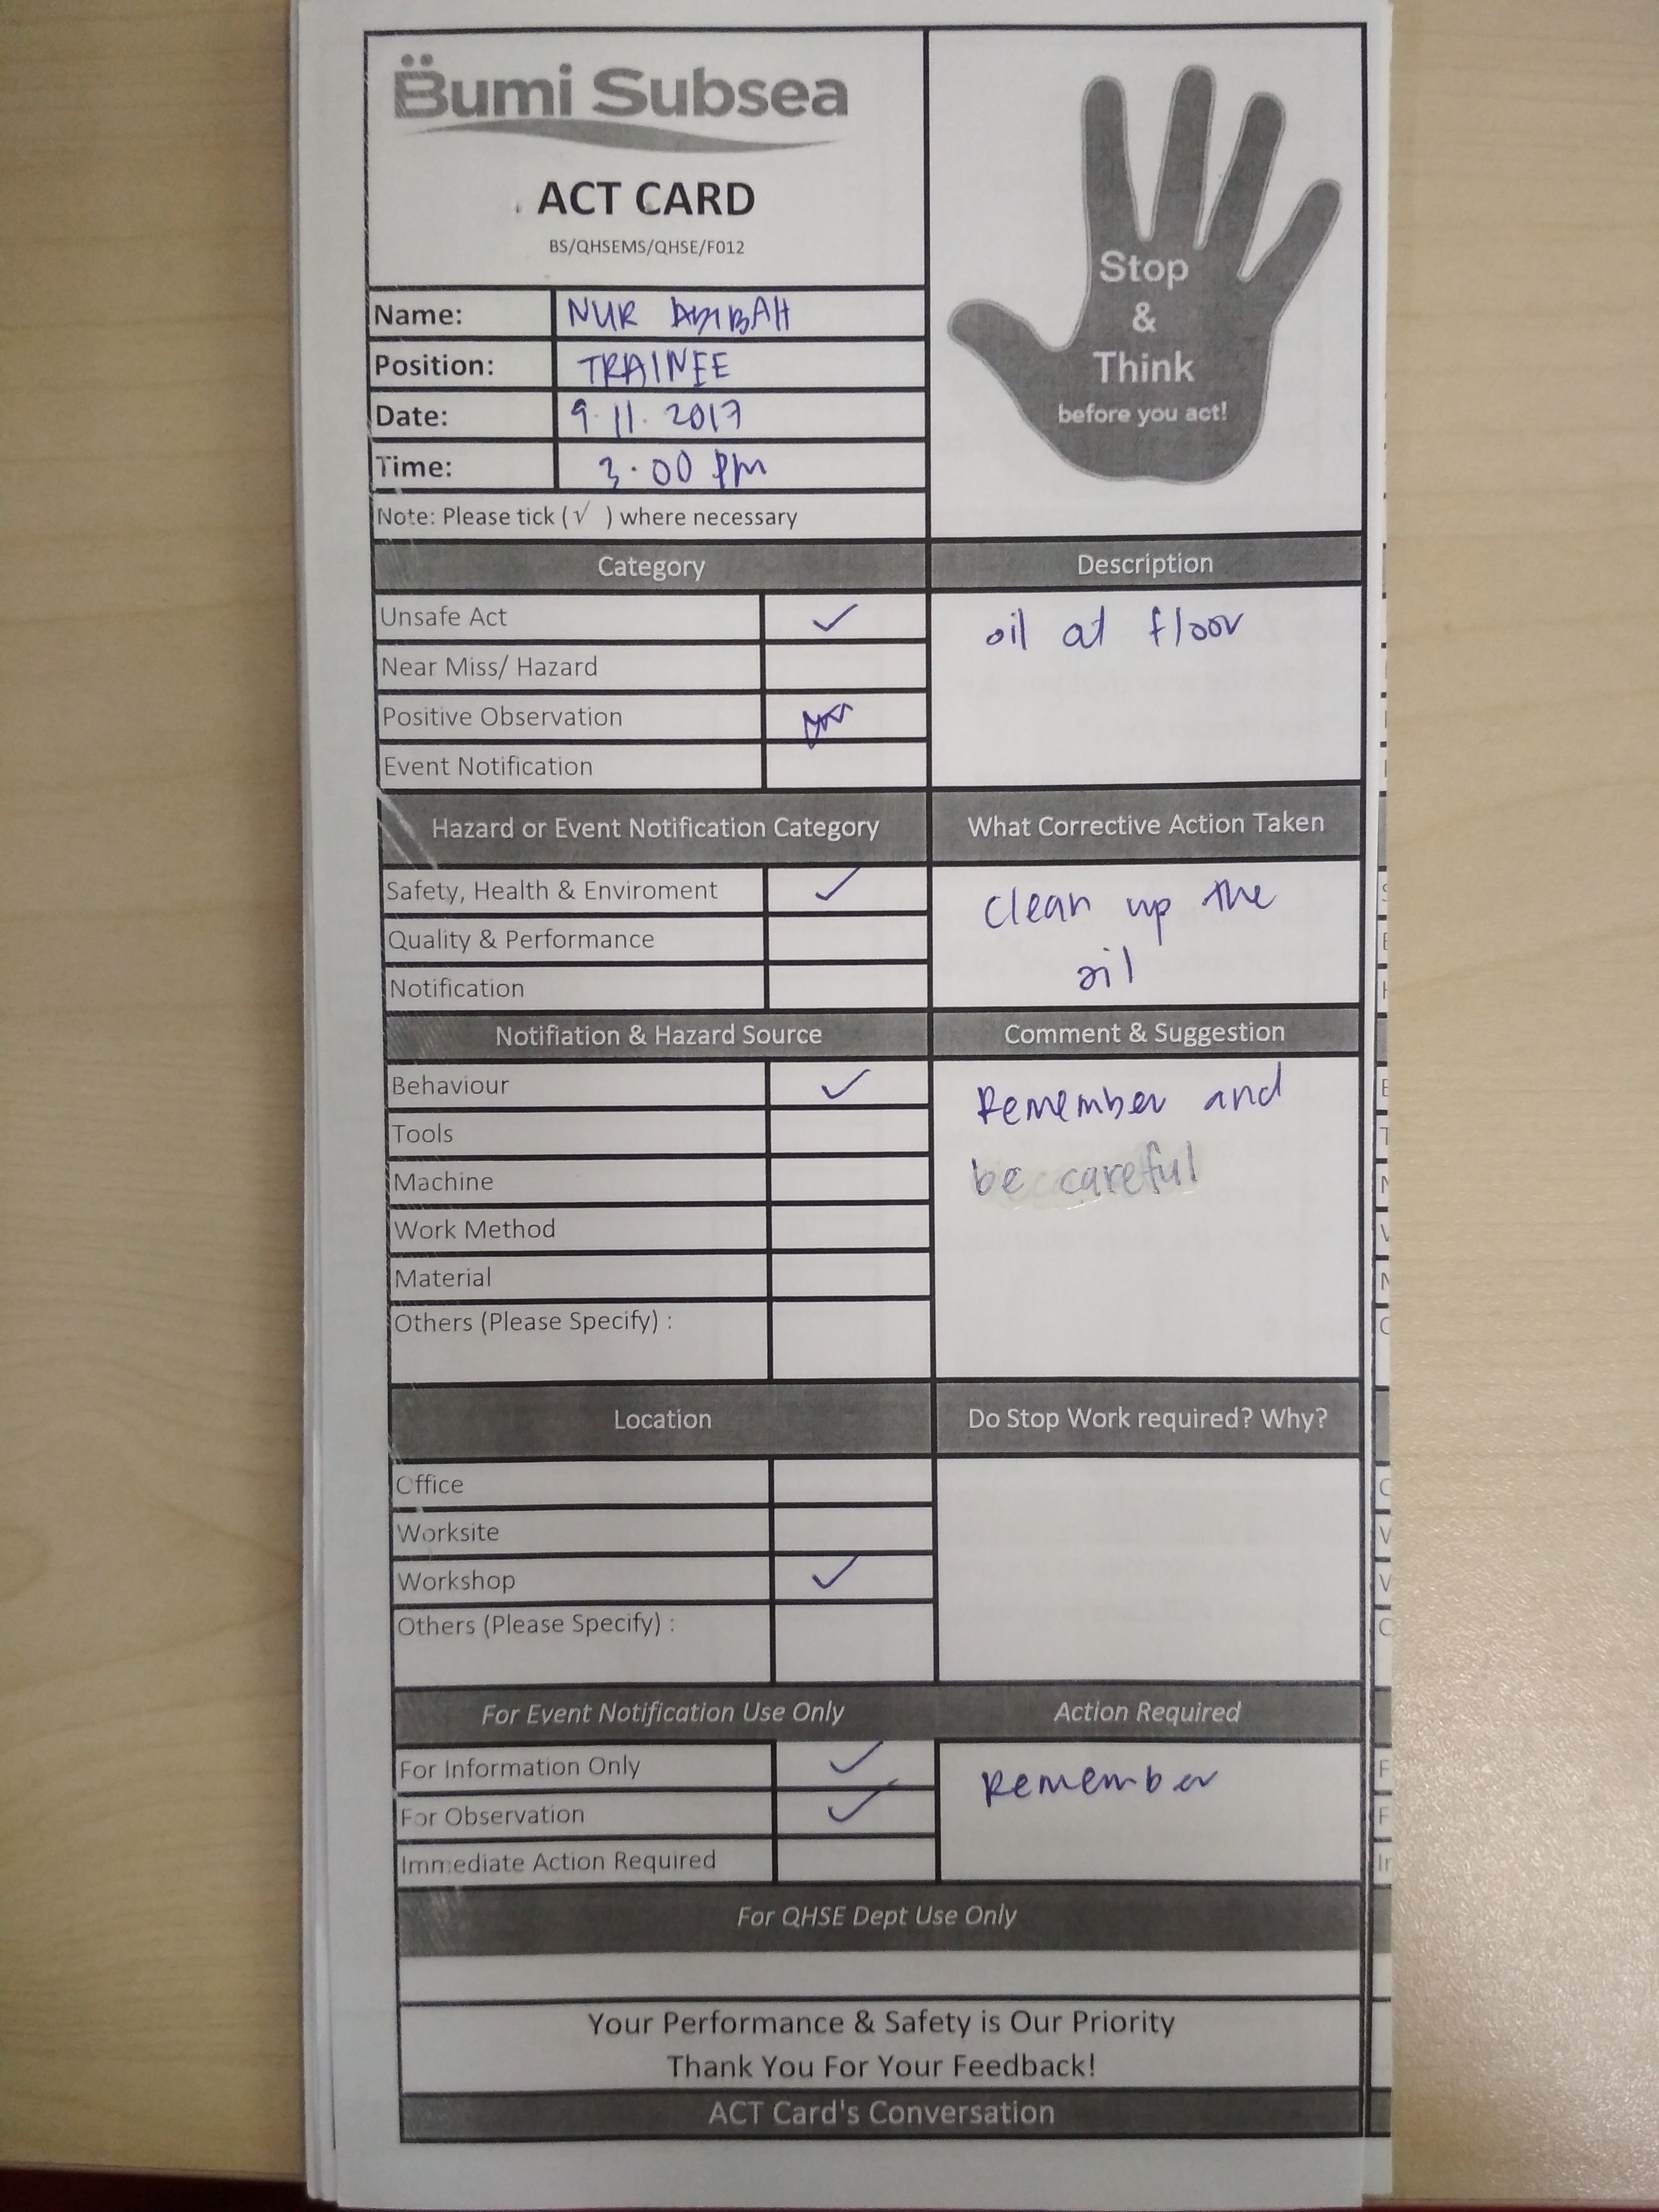 Bumi Subsea
ACT CARD
BS/QHSEMS/QHSE/F012
Stop
&
Think
before you act!
Name: NUR
Position: TRAINEE
Date: 9.11.2017
Time: 3.00 pm
Note: Please tick (√ ) where necessary
Category Description
Unsafe Act ✓ oil at floor
Near Miss/ Hazard
Positive Observation
Event Notification
Hazard or Event Notification Category What Corrective Action Taken
Safety, Health & Enviroment ✓ clean up the
Quality & Performance oil
Notification
Notifiation & Hazard Source Comment & Suggestion
Behaviour ✓ Remember and
Tools be careful
Machine
Work Method
Material
Others (Please Specify) :
Location Do Stop Work required? Why?
Office
Worksite
Workshop ✓
Others (Please Specify) :
For Event Notification Use Only Action Required
For Information Only ✓ Remember
For Observation ✓
Immediate Action Required
For QHSE Dept Use Only
Your Performance & Safety is Our Priority
Thank You For Your Feedback!
ACT Card's Conversation